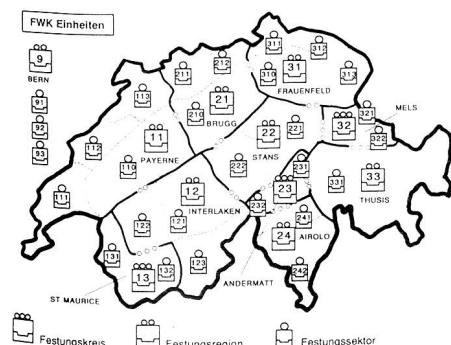 FWK Einheiten
9
BERN
91
92
93
311
312
310
31
313
FRAUENFELD
211
212
21
210
BRUGG
113
11
PAYERNE
112
110
111
22
221
STANS
222
MELS
321
32
322
33
THUSIS
331
231
23
232
ANDERMATT
12
INTERLAKEN
121
122
123
24
241
AIROLO
242
131
13
132
ST MAURICE
Festungskreis
Festungsregion
Festungssektor